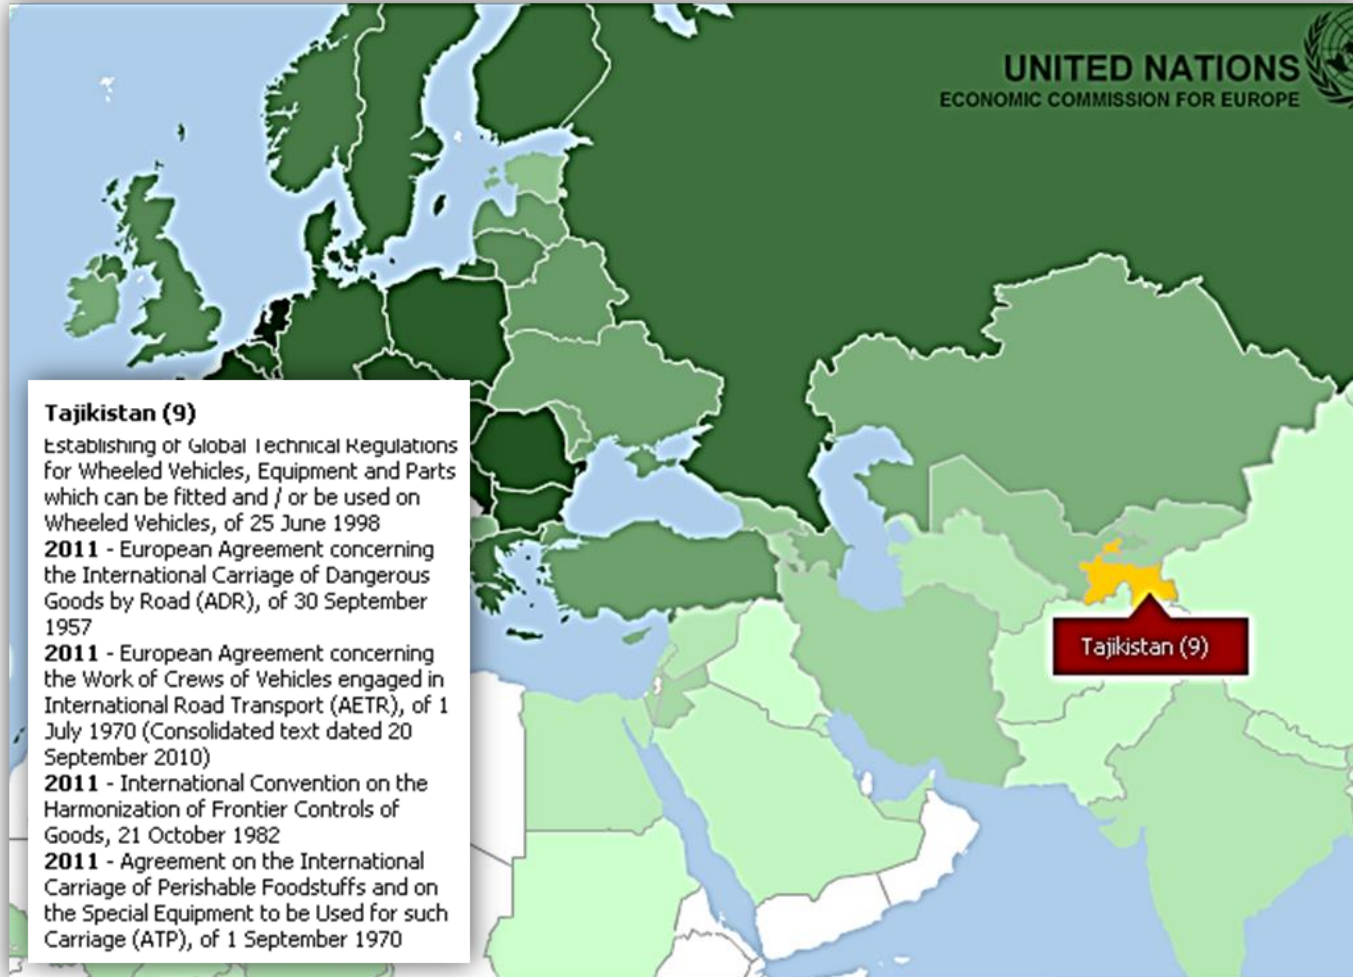 UNITED NATIONS
ECONOMIC COMMISSION FOR EUROPE
Tajikistan (9)
Establishing of Global Technical Regulations
for Wheeled Vehicles, Equipment and Parts
which can be fitted and / or be used on
Wheeled Vehicles, of 25 June 1998
2011 - European Agreement concerning
the International Carriage of Dangerous
Goods by Road (ADR), of 30 September
1957
2011 - European Agreement concerning
the Work of Crews of Vehicles engaged in
International Road Transport (AETR), of 1
July 1970 (Consolidated text dated 20
September 2010)
2011 - International Convention on the
Harmonization of Frontier Controls of
Goods, 21 October 1982
2011 - Agreement on the International
Carriage of Perishable Foodstuffs and on
the Special Equipment to be Used for such
Carriage (ATP), of 1 September 1970
Tajikistan (9)